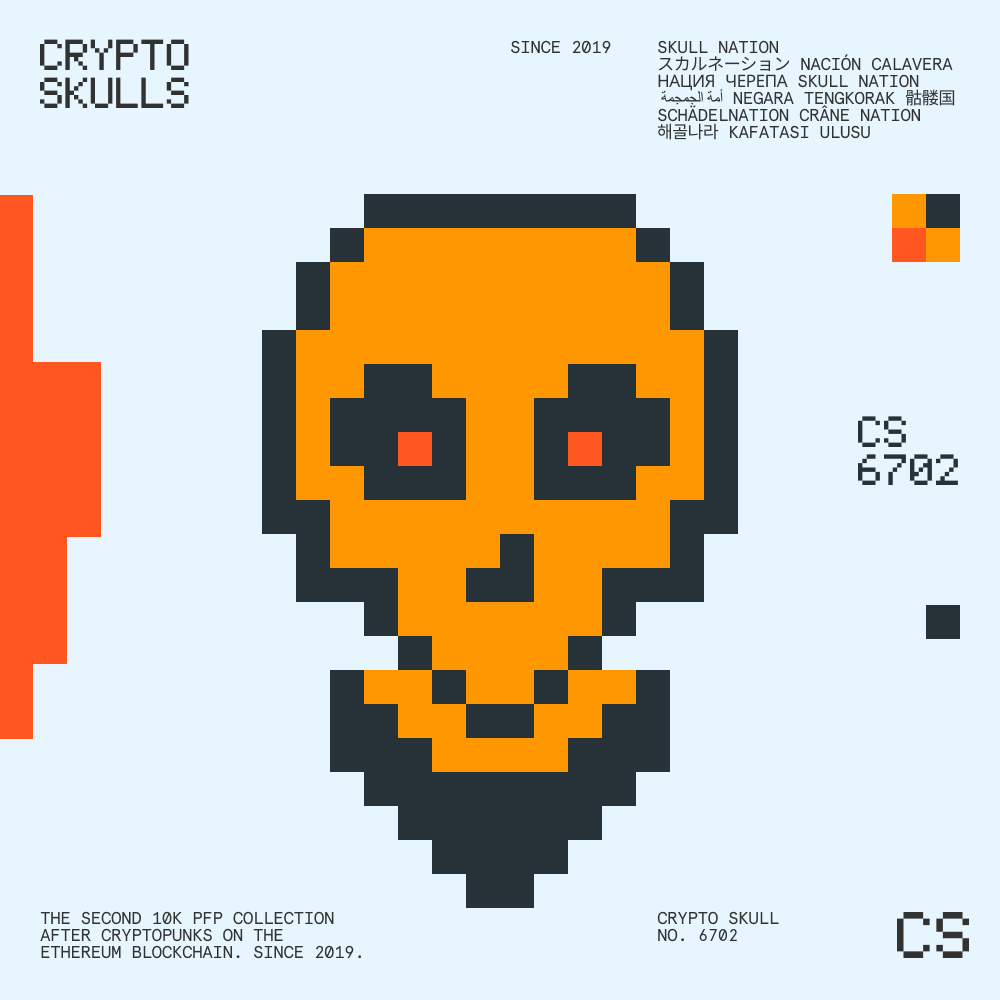 CRYPTO
SKULLS
SINCE 2019
SKULL NATION
スカルネーション NACIÓN CALAVERA
НАЦИЯ ЧЕРЕПА SKULL NATION
أمة الجمجمة NEGARA TENGKORAK 骷髅国
SCHÄDELNATION CRÂNE NATION
해골나라 KAFATASI ULUSU
CS
6702
THE SECOND 10K PFP COLLECTION
AFTER CRYPTOPUNKS ON THE
ETHEREUM BLOCKCHAIN. SINCE 2019.
CRYPTO SKULL
NO. 6702
CS